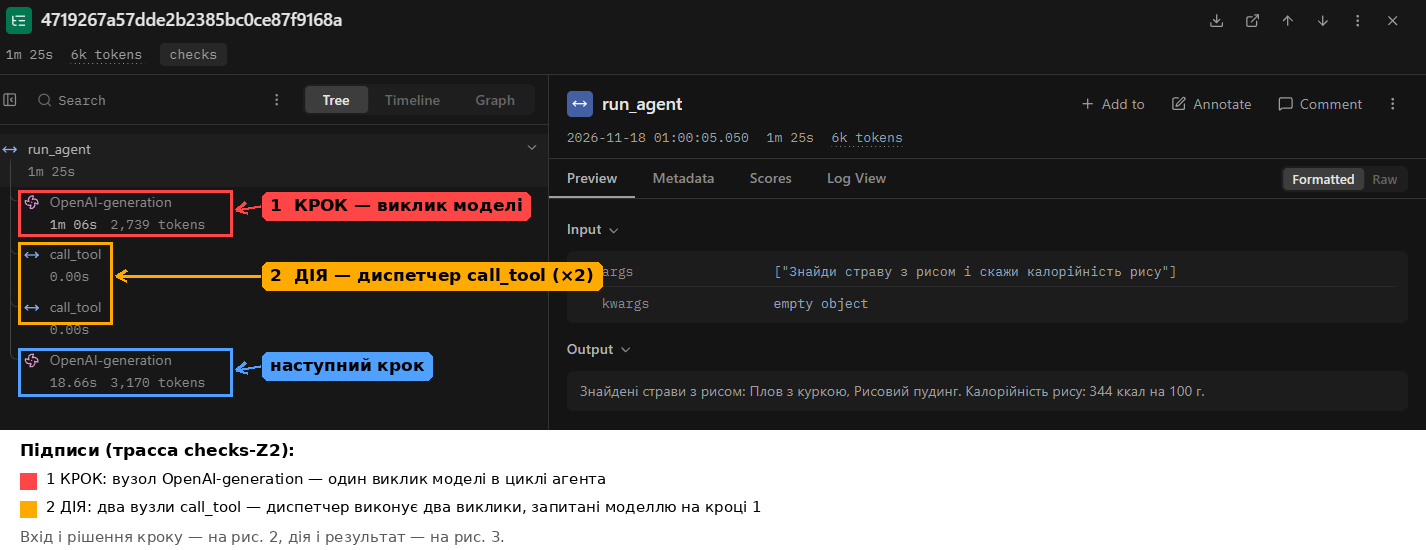 4719267a57dde2b2385bc0ce87f9168a
1m 25s 6k tokens checks
Search
Tree Timeline Graph
run_agent
1m 25s
OpenAI-generation
1m 06s 2,739 tokens
1 КРОК — виклик моделі
call_tool
0.00s
2 ДІЯ — диспетчер call_tool (×2)
call_tool
0.00s
OpenAI-generation
18.66s 3,170 tokens
наступний крок
run_agent
Add to Annotate Comment
2026-11-18 01:00:05.050 1m 25s 6k tokens
Preview Metadata Scores Log View
Formatted Raw
Input
args ["Знайди страву з рисом і скажи калорійність рису"]
kwargs empty object
Output
Знайдені страви з рисом: Плов з куркою, Рисовий пудинг. Калорійність рису: 344 ккал на 100 г.
Підписи (трасса checks-Z2):
1 КРОК: вузол OpenAI-generation — один виклик моделі в циклі агента
2 ДІЯ: два вузли call_tool — диспетчер виконує два виклики, запитані моделлю на кроці 1
Вхід і рішення кроку — на рис. 2, дія і результат — на рис. 3.